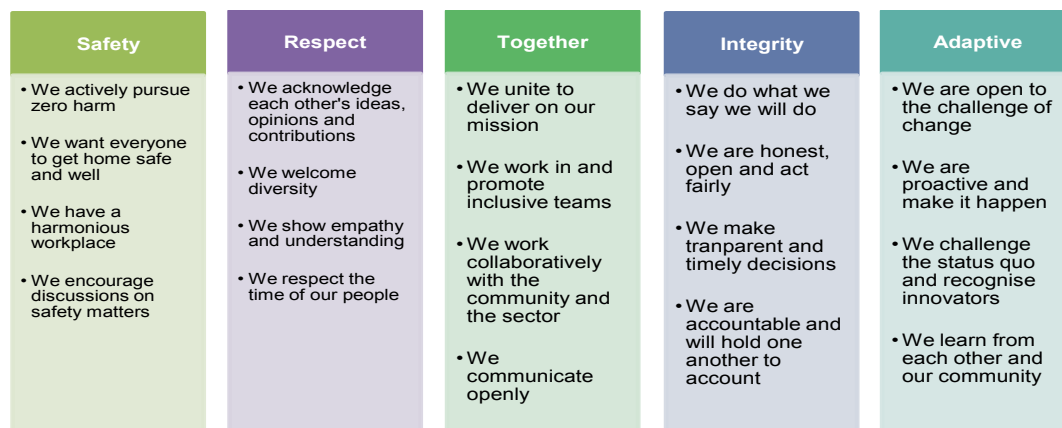 Safety
• We actively pursue
zero harm
• We want everyone
to get home safe
and well
• We have a
harmonious
workplace
• We encourage
discussions on
safety matters
Respect
• We acknowledge
each other's ideas,
opinions and
contributions
• We welcome
diversity
• We show empathy
and understanding
• We respect the
time of our people
Together
• We unite to
deliver on our
mission
• We work in and
promote
inclusive teams
• We work
collaboratively
with the
community and
the sector
• We
communicate
openly
Integrity
• We do what we
say we will do
• We are honest,
open and act
fairly
• We make
tranparent and
timely decisions
• We are
accountable and
will hold one
another to
account
Adaptive
• We are open to
the challenge of
change
• We are
proactive and
make it happen
• We challenge
the status quo
and recognise
innovators
• We learn from
each other and
our community